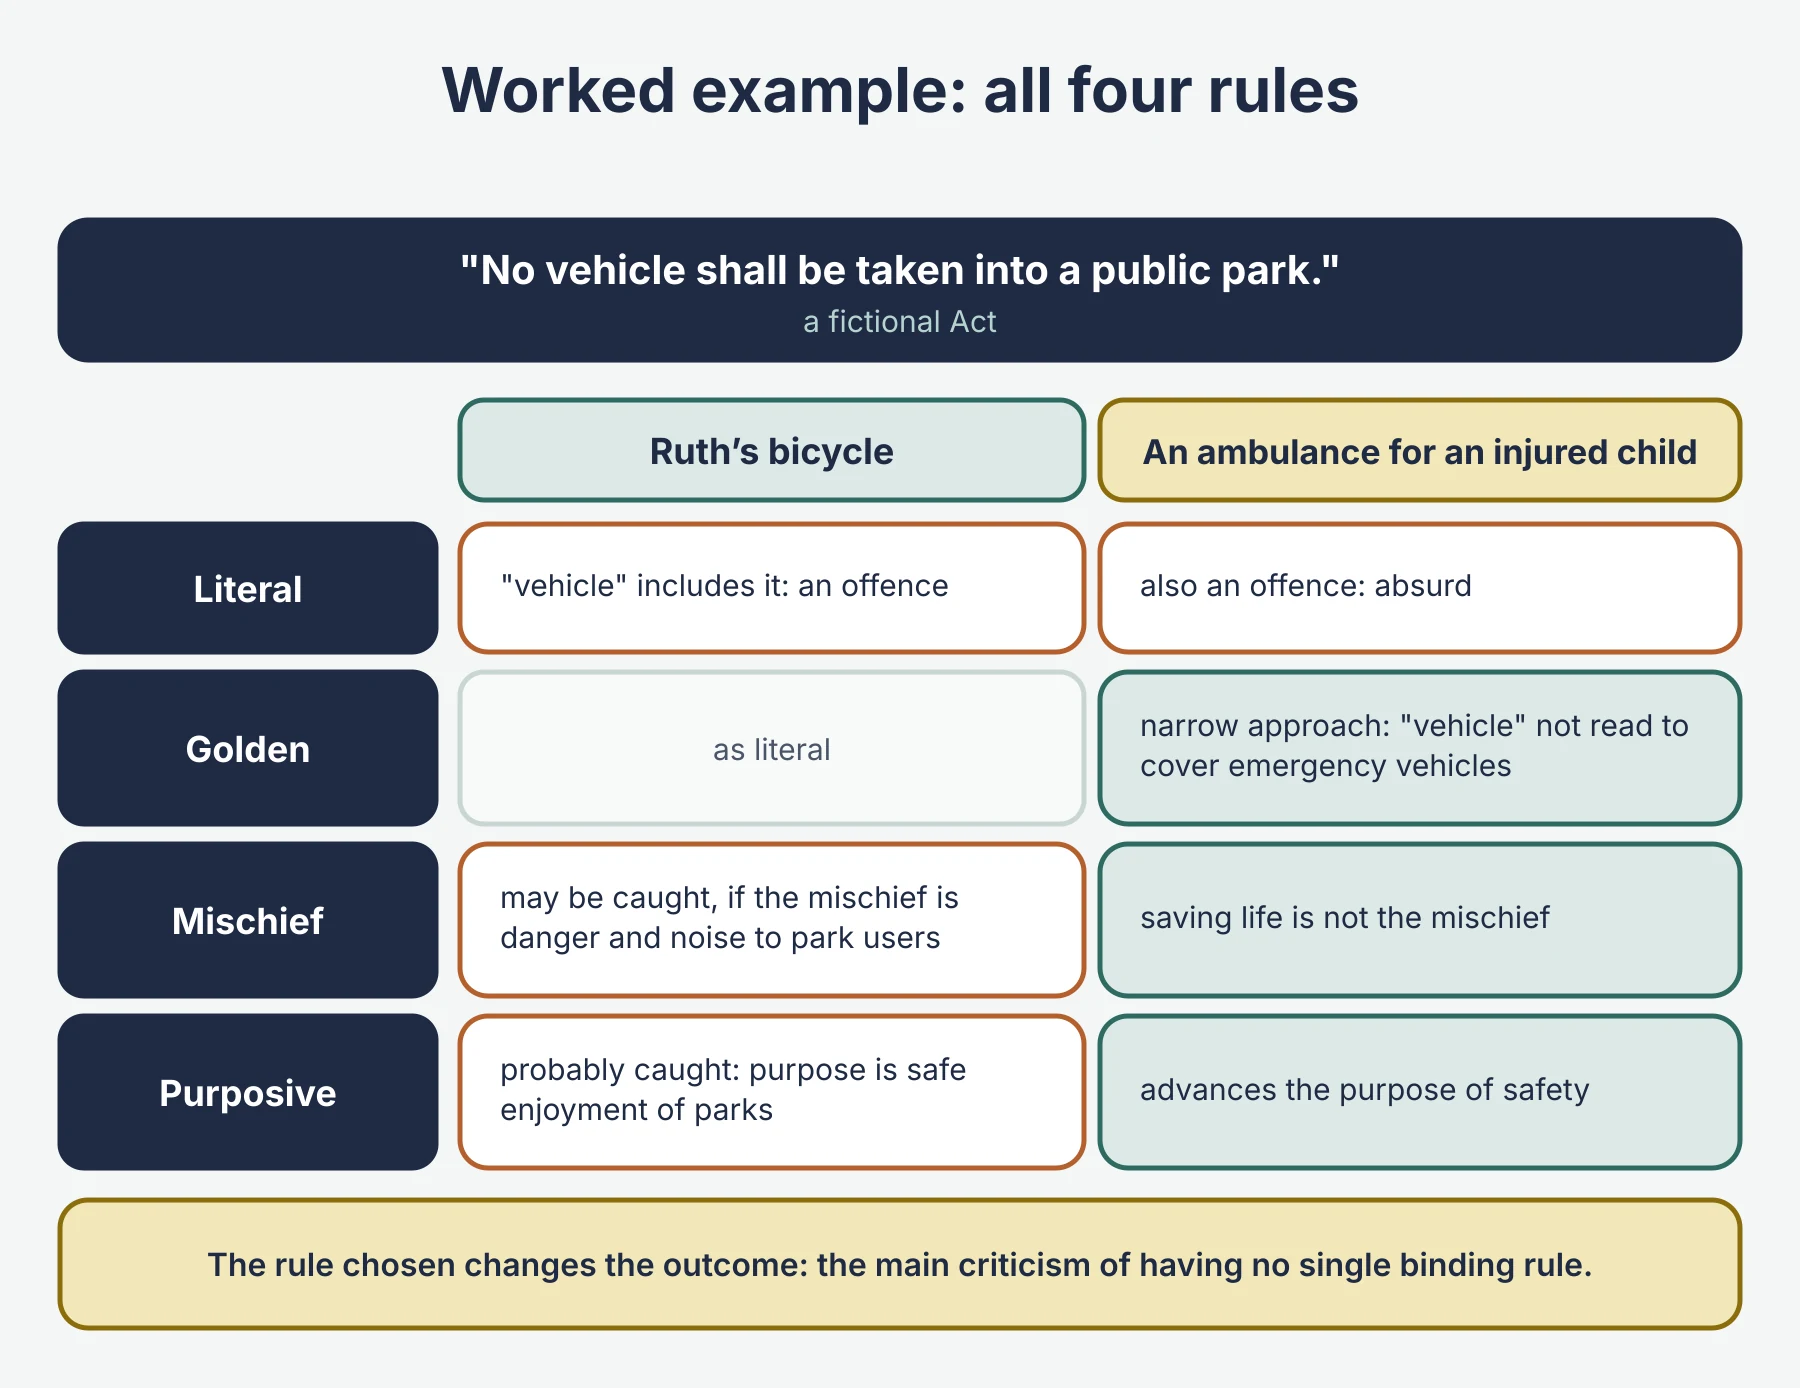 Worked example: all four rules
"No vehicle shall be taken into a public park."
a fictional Act
Ruth’s bicycle
An ambulance for an injured child
Literal
"vehicle" includes it: an offence
also an offence: absurd
Golden
as literal
narrow approach: "vehicle" not read to
cover emergency vehicles
Mischief
may be caught, if the mischief is
danger and noise to park users
saving life is not the mischief
Purposive
probably caught: purpose is safe
enjoyment of parks
advances the purpose of safety
The rule chosen changes the outcome: the main criticism of having no single binding rule.